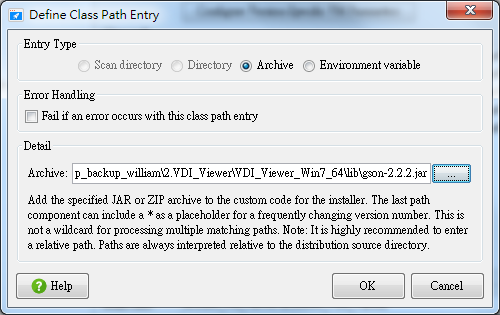 Define Class Path Entry
Entry Type
Scan directory Directory Archive Environment variable
Error Handling
Fail if an error occurs with this class path entry
Detail
Archive: p_backup_william\2.VDI_Viewer\VDI_Viewer_Win7_64\lib\gson-2.2.2.jar ...
Add the specified JAR or ZIP archive to the custom code for the installer. The last path
component can include a * as a placeholder for a frequently changing version number. This is
not a wildcard for processing multiple matching paths. Note: It is highly recommended to enter
a relative path. Paths are always interpreted relative to the distribution source directory.
Help OK Cancel